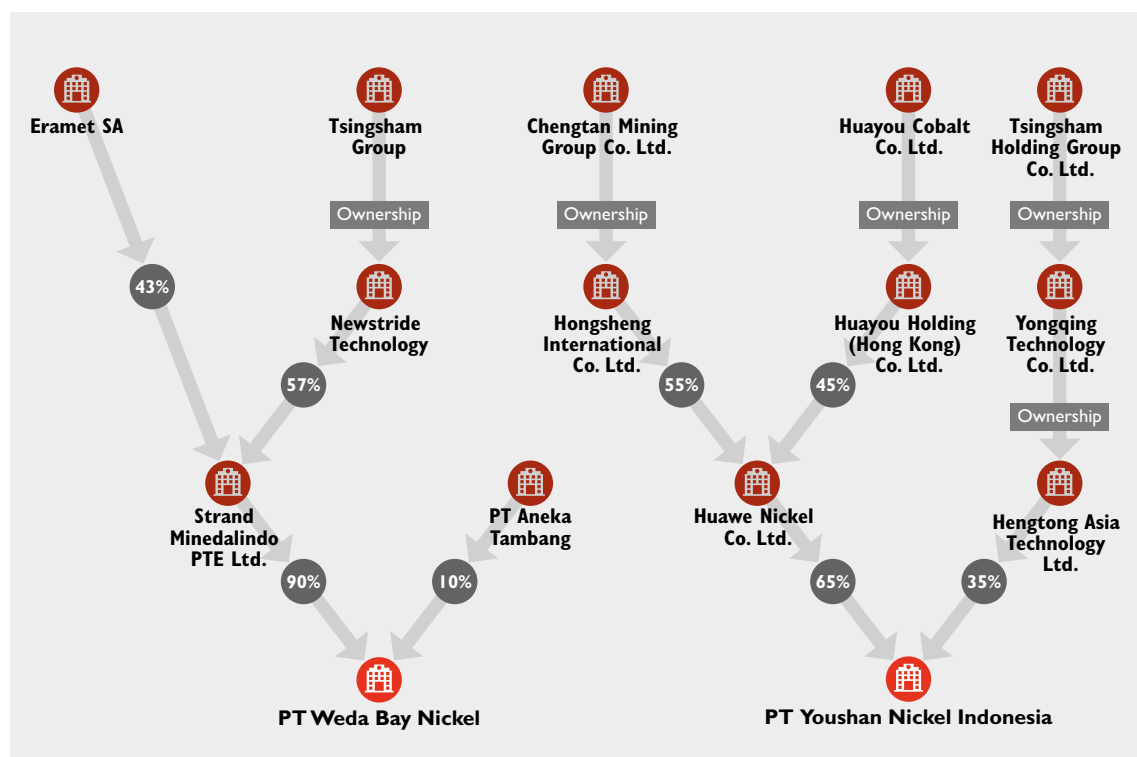 Eramet SA
Tsingsham
Group
Chengtan Mining
Group Co. Ltd.
Huayou Cobalt
Co. Ltd.
Tsingsham
Holding Group
Co. Ltd.
Ownership
Ownership
Ownership
Ownership
43%
Newstride
Technology
Hongsheng
International
Co. Ltd.
Huayou Holding
(Hong Kong)
Co. Ltd.
Yongqing
Technology
Co. Ltd.
57%
55%
45%
Ownership
Strand
Minedalindo
PTE Ltd.
PT Aneka
Tambang
Huawe Nickel
Co. Ltd.
Hengtong Asia
Technology
Ltd.
90%
10%
65%
35%
PT Weda Bay Nickel
PT Youshan Nickel Indonesia